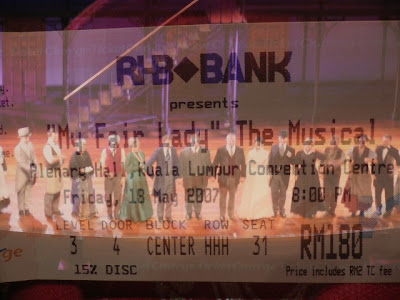 RHB◆BANK
presents
"My Fair Lady" The Musical
Plenary Hall, Kuala Lumpur Convention Centre
Friday, 18 May 2007 8:00 PM
LEVEL DOOR BLOCK ROW SEAT
3 4 CENTER HHH 31 RM180
15% DISC Price includes RM2 TC fee